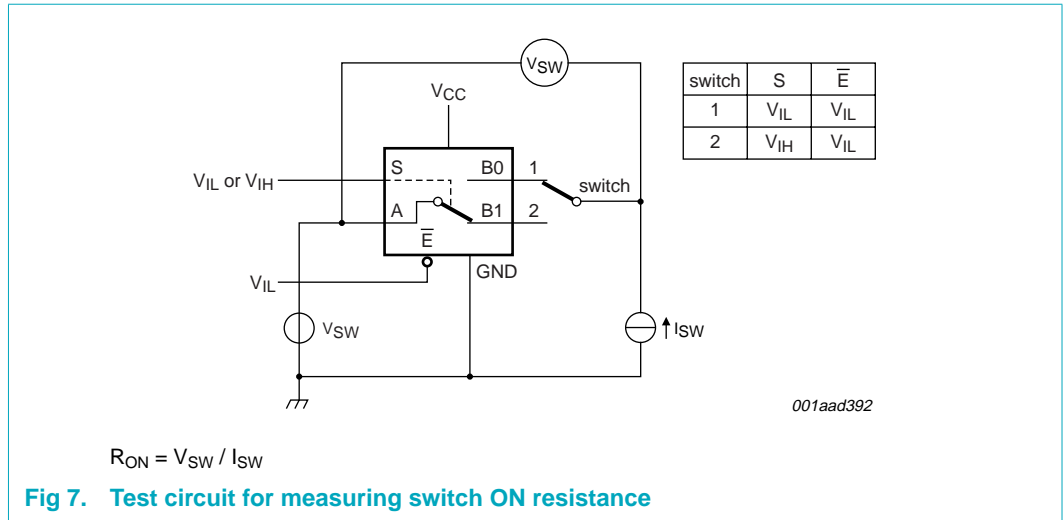 VSW
switch S E
1 VIL VIL
2 VIH VIL
VCC
S B0 1
VIL or VIH
switch
A B1 2
E
GND
VIL
VSW
ISW
001aad392
RON = VSW / ISW
Fig 7. Test circuit for measuring switch ON resistance